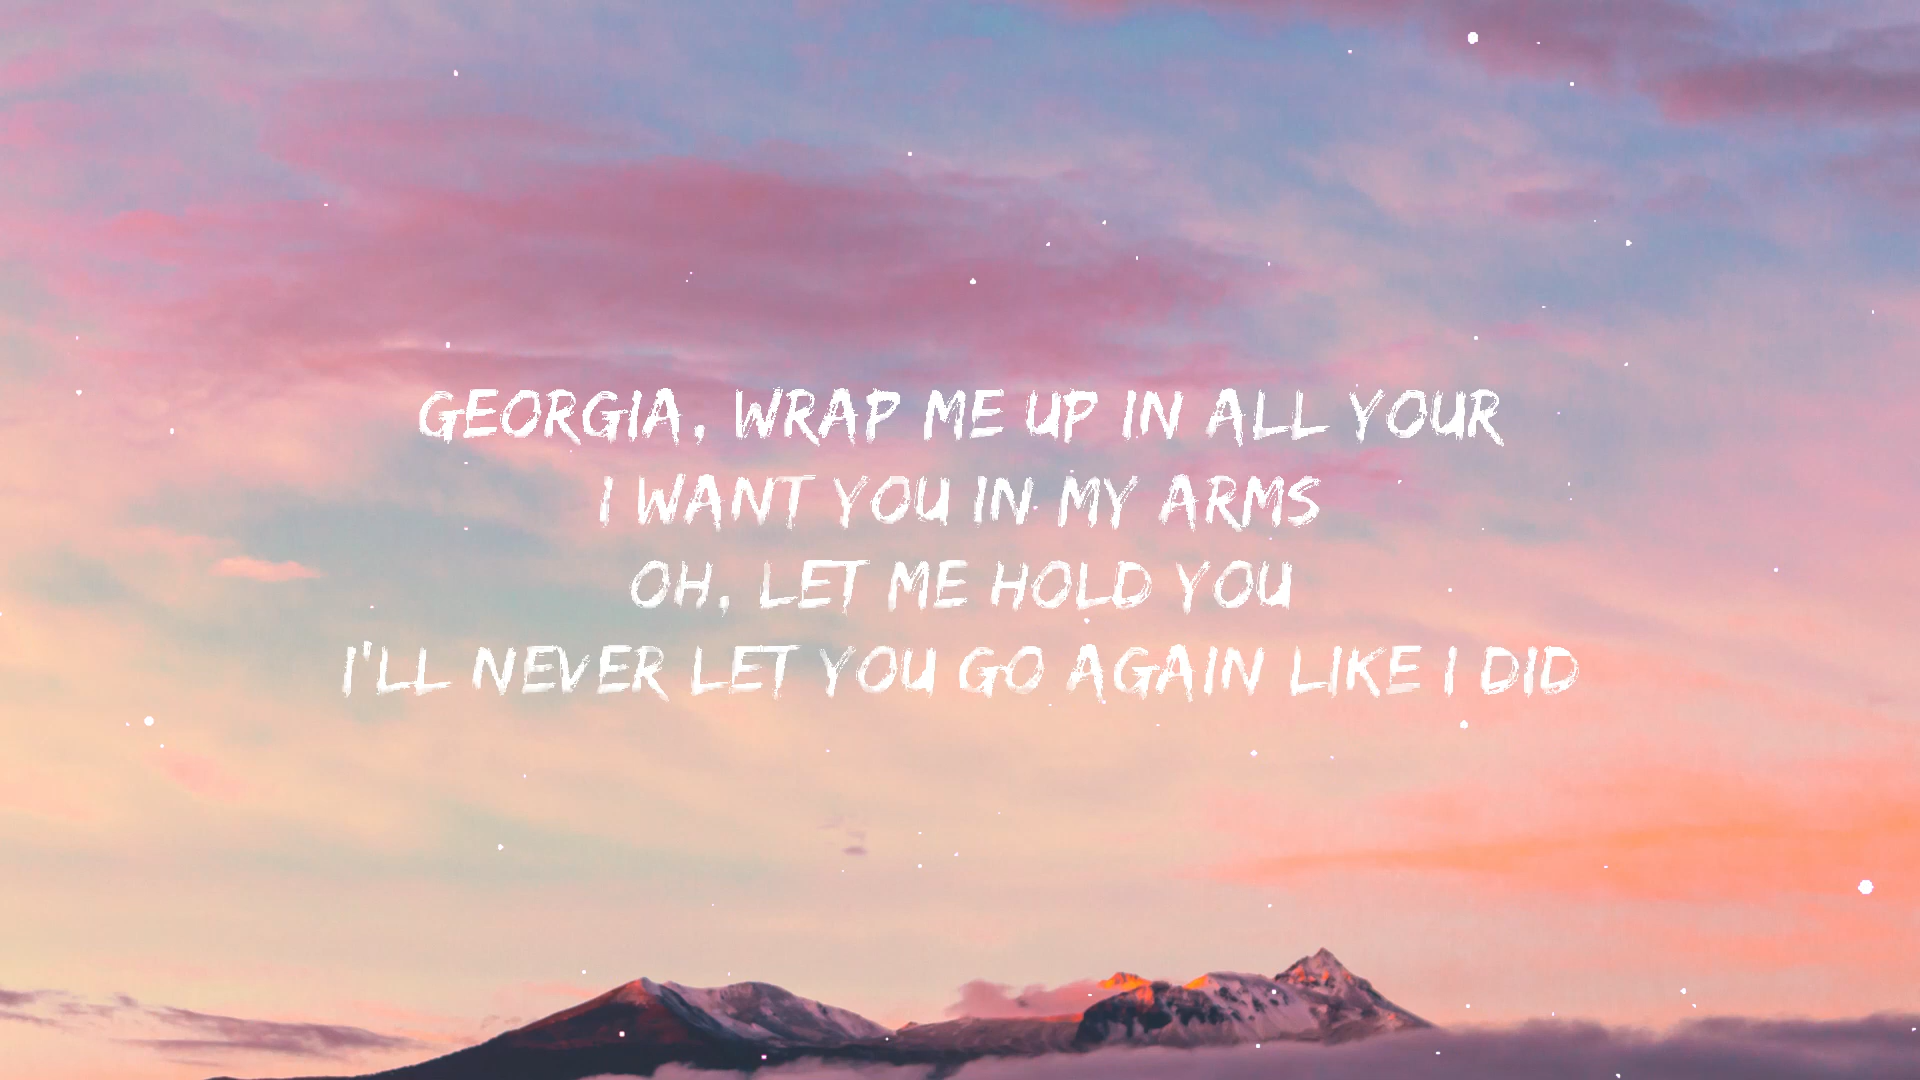 GEORGIA, WRAP ME UP IN ALL YOUR
I WANT YOU IN MY ARMS
OH, LET ME HOLD YOU
I'LL NEVER LET YOU GO AGAIN LIKE I DID